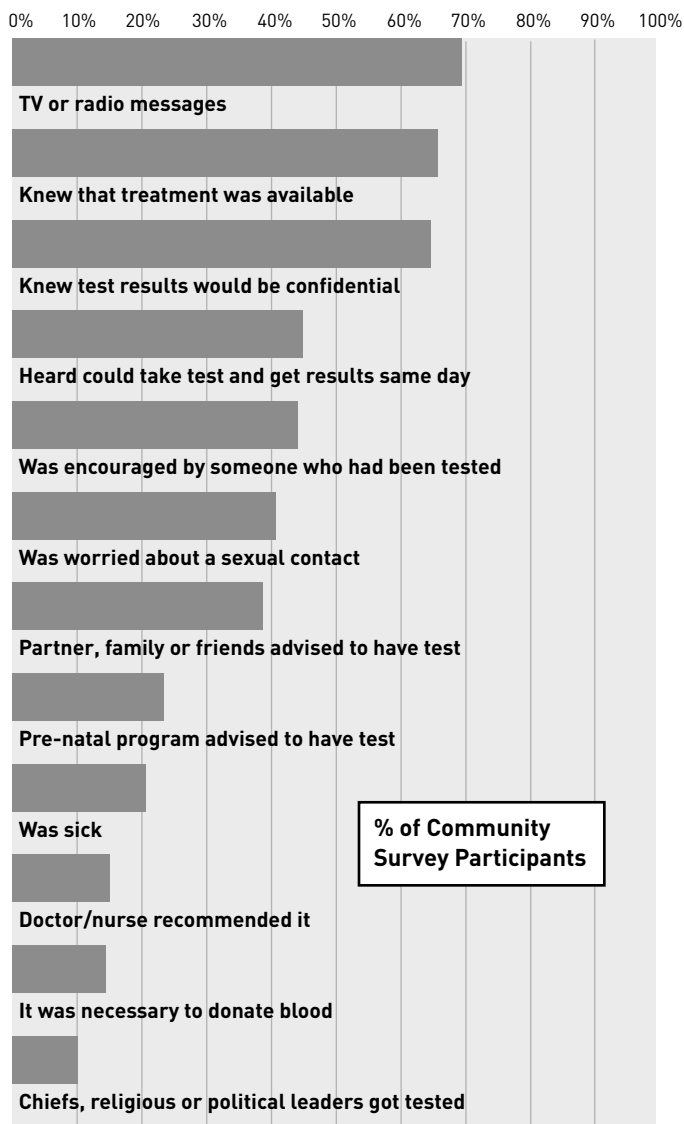 0% 10% 20% 30% 40% 50% 60% 70% 80% 90% 100%
TV or radio messages
Knew that treatment was available
Knew test results would be confidential
Heard could take test and get results same day
Was encouraged by someone who had been tested
Was worried about a sexual contact
Partner, family or friends advised to have test
Pre-natal program advised to have test
Was sick
% of Community
Survey Participants
Doctor/nurse recommended it
It was necessary to donate blood
Chiefs, religious or political leaders got tested